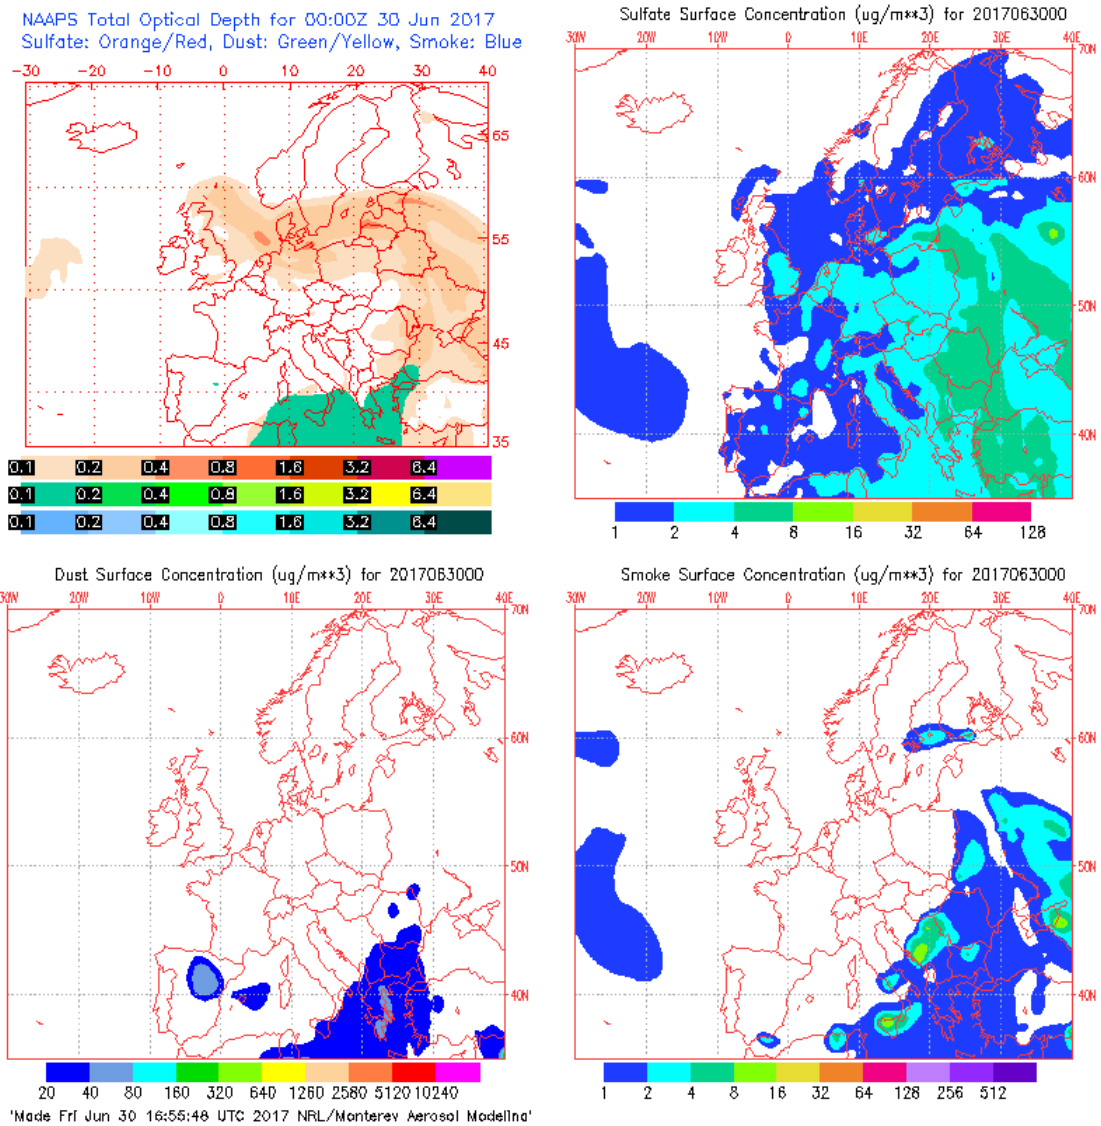 NAAPS Total Optical Depth for 00:00Z 30 Jun 2017
Sulfate: Orange/Red, Dust: Green/Yellow, Smoke: Blue
-30 -20 -10 0 10 20 30 40
65
55
45
35
0.1 0.2 0.4 0.8 1.6 3.2 6.4
0.1 0.2 0.4 0.8 1.6 3.2 6.4
0.1 0.2 0.4 0.8 1.6 3.2 6.4
Sulfate Surface Concentration (ug/m**3) for 2017063000
30W 20W 10W 0 10E 20E 30E 40E
70N
60N
50N
40N
1 2 4 8 16 32 64 128
Dust Surface Concentration (ug/m**3) for 2017063000
30W 20W 10W 0 10E 20E 30E 40E
70N
60N
50N
40N
20 40 80 160 320 640 1280 2560 5120 10240
'Made Fri Jun 30 16:55:48 UTC 2017 NRL/Monterey Aerosol Modeling'
Smoke Surface Concentration (ug/m**3) for 2017063000
30W 20W 10W 0 10E 20E 30E 40E
70N
60N
50N
40N
1 2 4 8 16 32 64 128 256 512